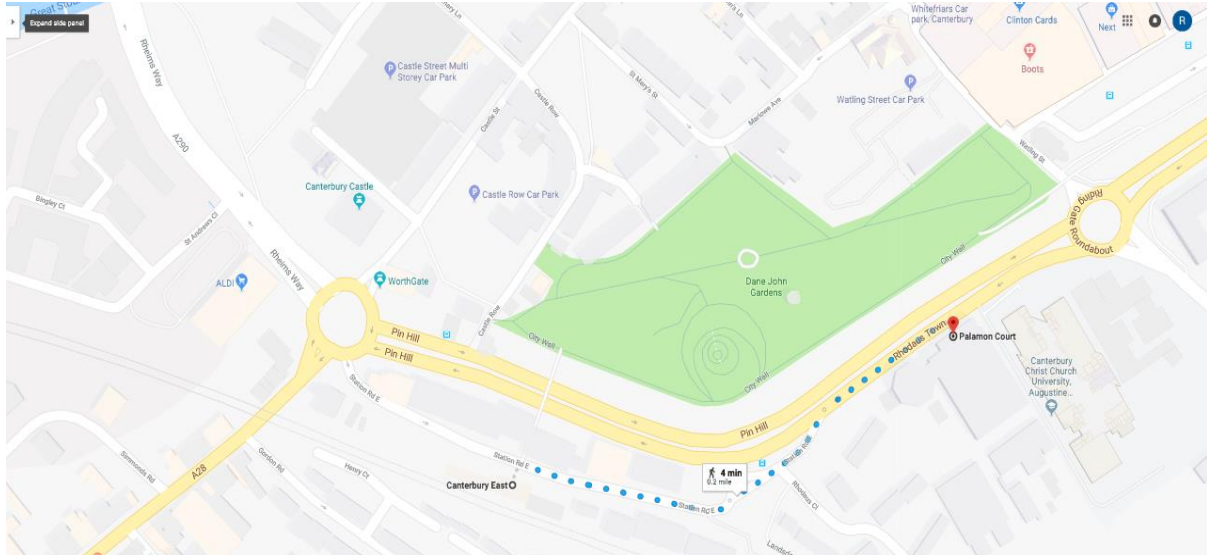 Great Sto
Expand side panel
Rheims Way
A290
Castle Street Multi
Storey Car Park
Castle St
Castle Row
St Mary's St
Marlowe Ave
Whitefriars Car
park, Canterbury
Clinton Cards
Next
R
Boots
Watling Street Car Park
Watling St
Canterbury Castle
Castle Row Car Park
Bingley Ct
St Andrews Cl
Rheims Way
ALDI
WorthGate
Castle Row
Riding Gate Roundabout
City Wall
Dane John
Gardens
Pin Hill
Pin Hill
City Wall
City Wall
Rhodaus Town
Palamon Court
Canterbury
Christ Church
University,
Augustine...
Station Rd E
Pin Hill
Simmonds Rd
A28
Gordon Rd
Henry Ct
Station Rd E
Canterbury East
4 min
0.2 mile
Station Rd E
Rhodaus Cl